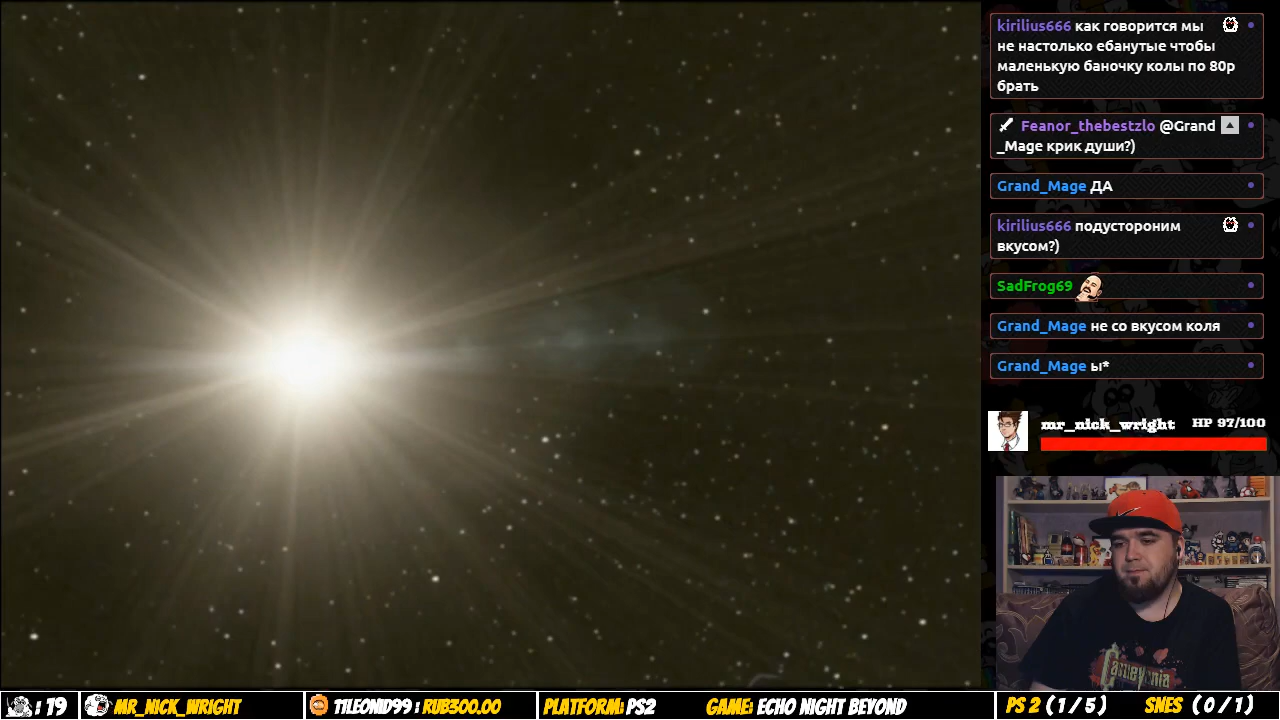 kirilius666 как говорится мы
не настолько ебанутые чтобы
маленькую баночку колы по 80р
брать
Feanor_thebestzlo @Grand
_Mage крик души?)
Grand_Mage ДА
kirilius666 подустороним
вкусом?)
SadFrog69
Grand_Mage не со вкусом коля
Grand_Mage ы*
mr_nick_wright HP 97/100
Gameymia
: 19
MR_NICK_WRIGHT
11LEONID99 : RUB300.00
PLATFORM: PS2
GAME: ECHO NIGHT BEYOND
PS 2 (1/5)
SNES (0/1)